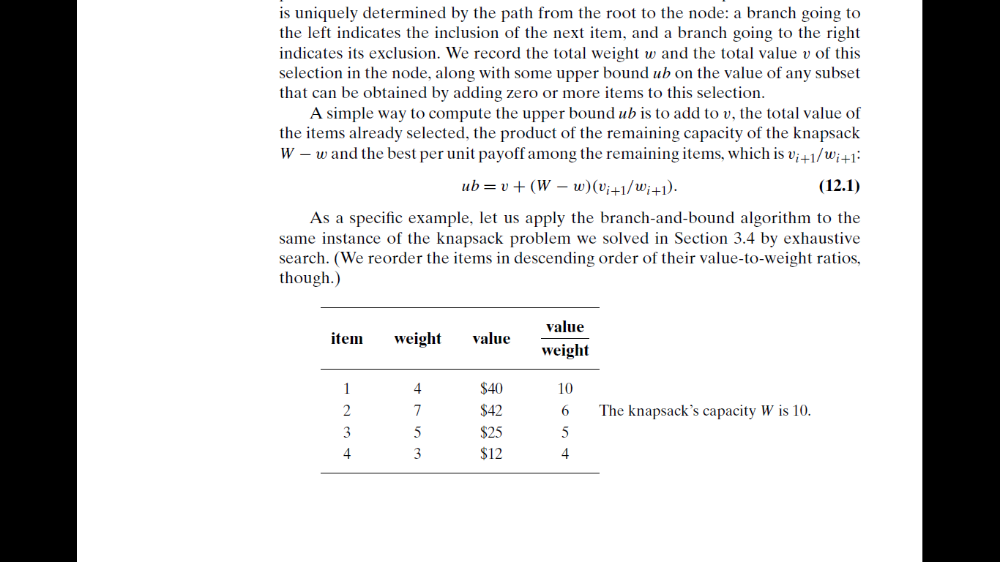 is uniquely determined by the path from the root to the node: a branch going to
the left indicates the inclusion of the next item, and a branch going to the right
indicates its exclusion. We record the total weight w and the total value v of this
selection in the node, along with some upper bound ub on the value of any subset
that can be obtained by adding zero or more items to this selection.
A simple way to compute the upper bound ub is to add to v, the total value of
the items already selected, the product of the remaining capacity of the knapsack
W − w and the best per unit payoff among the remaining items, which is vᵢ₊₁/wᵢ₊₁:
ub = v + (W − w)(vᵢ₊₁/wᵢ₊₁). (12.1)
As a specific example, let us apply the branch-and-bound algorithm to the
same instance of the knapsack problem we solved in Section 3.4 by exhaustive
search. (We reorder the items in descending order of their value-to-weight ratios,
though.)
item weight value value/weight
1 4 $40 10
2 7 $42 6 The knapsack’s capacity W is 10.
3 5 $25 5
4 3 $12 4